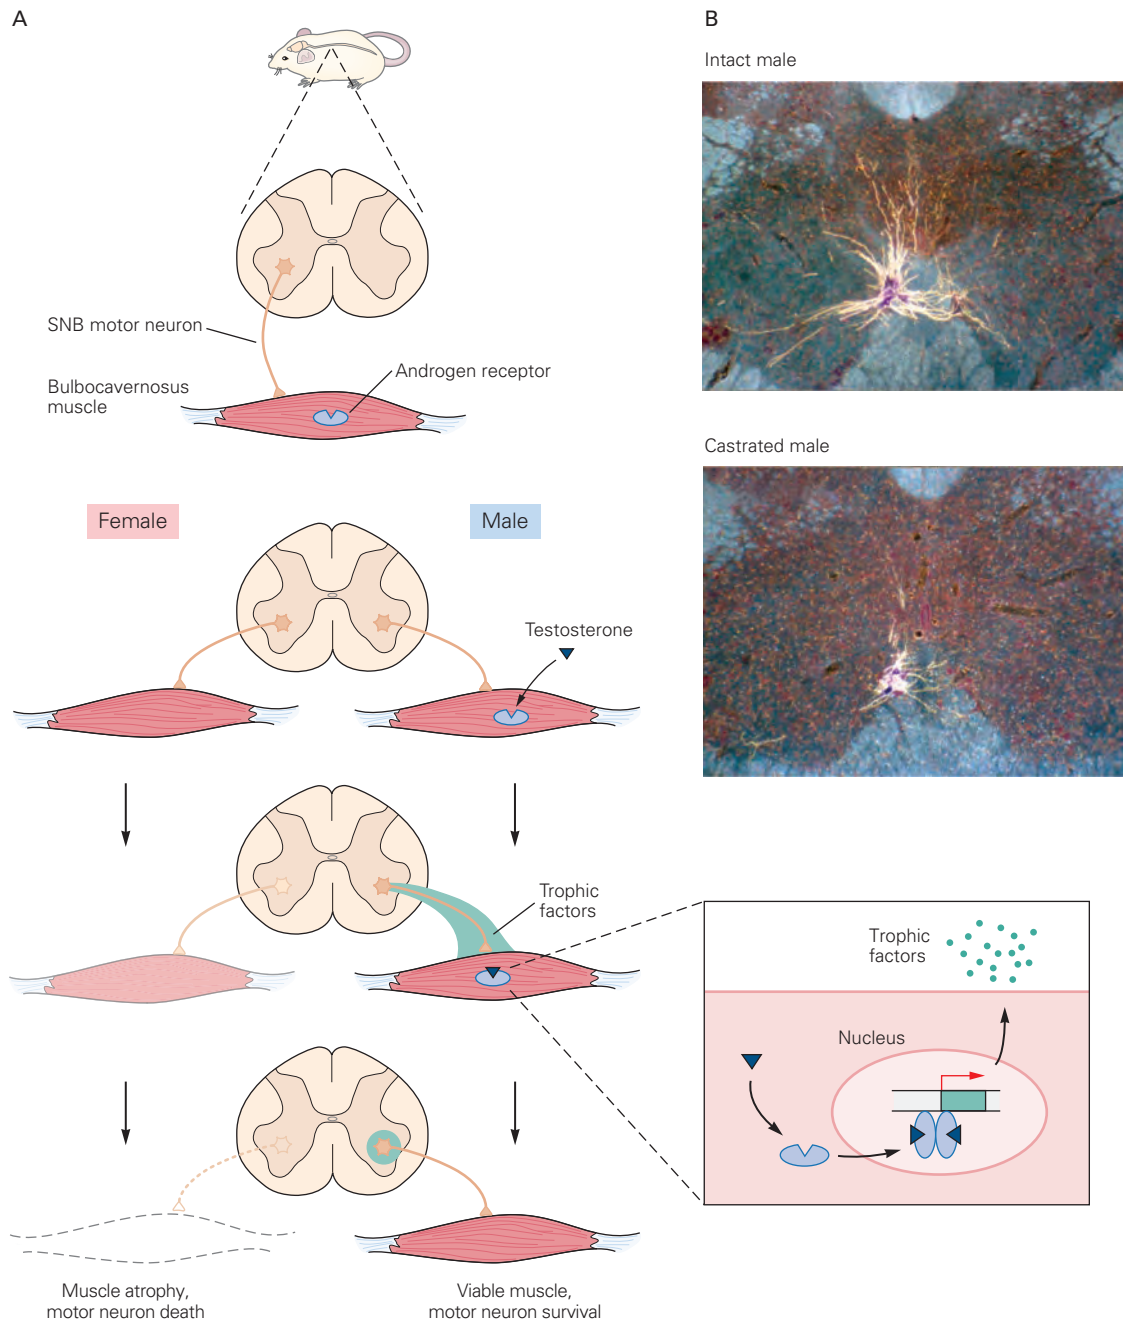 A
SNB motor neuron
Bulbocavernosus
muscle
Androgen receptor
Female
Male
Testosterone
Trophic
factors
Muscle atrophy,
motor neuron death
Viable muscle,
motor neuron survival
B
Intact male
Castrated male
Trophic
factors
Nucleus